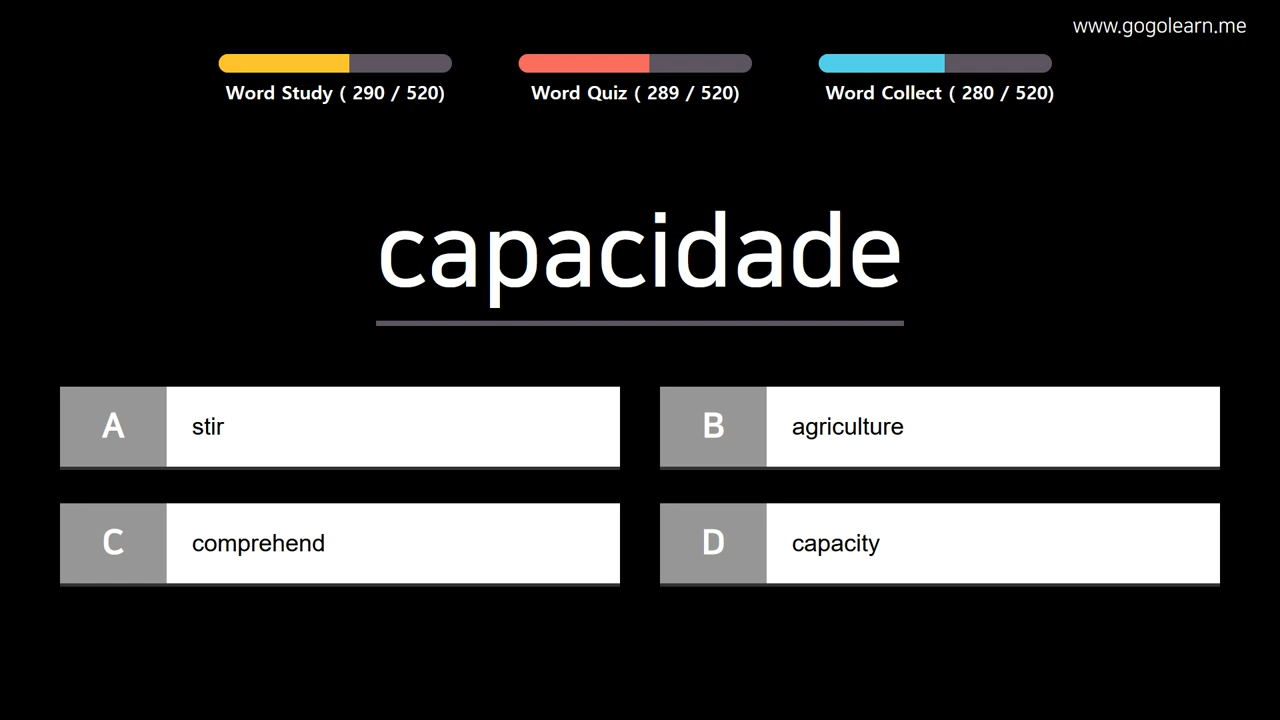 www.gogolearn.me
Word Study ( 290 / 520)
Word Quiz ( 289 / 520)
Word Collect ( 280 / 520)
capacidade
A stir
B agriculture
C comprehend
D capacity